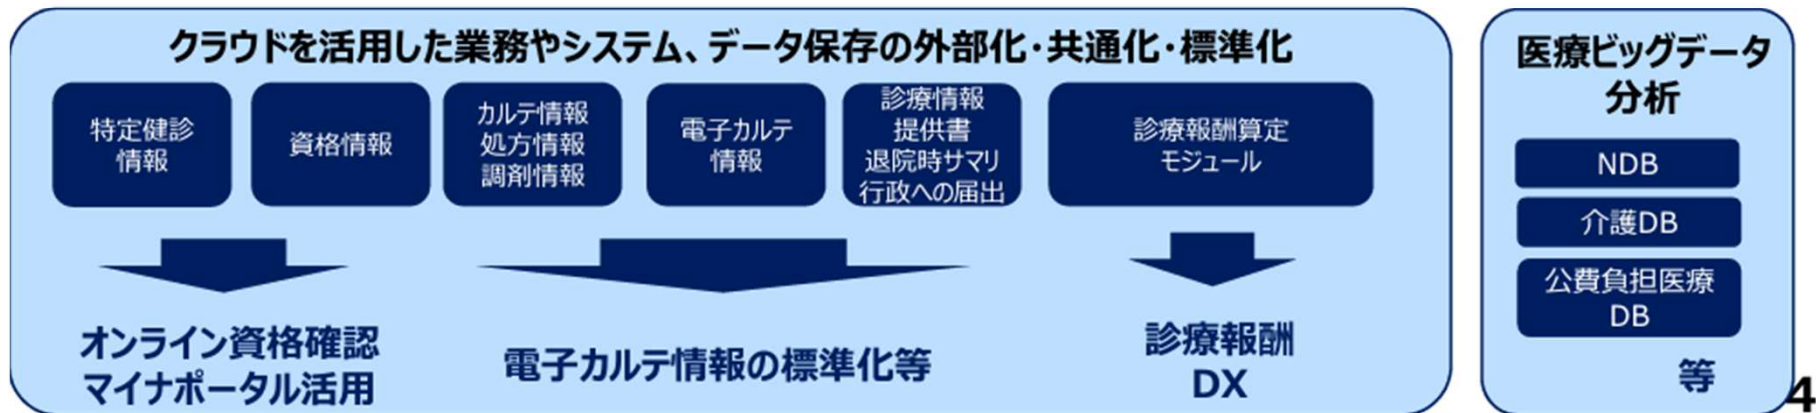 クラウドを活用した業務やシステム、データ保存の外部化・共通化・標準化
特定健診
情報
資格情報
カルテ情報
処方情報
調剤情報
電子カルテ
情報
診療情報
提供書
退院時サマリ
行政への届出
診療報酬算定
モジュール
オンライン資格確認
マイナポータル活用
電子カルテ情報の標準化等
診療報酬
DX
医療ビッグデータ
分析
NDB
介護DB
公費負担医療
DB
等
4